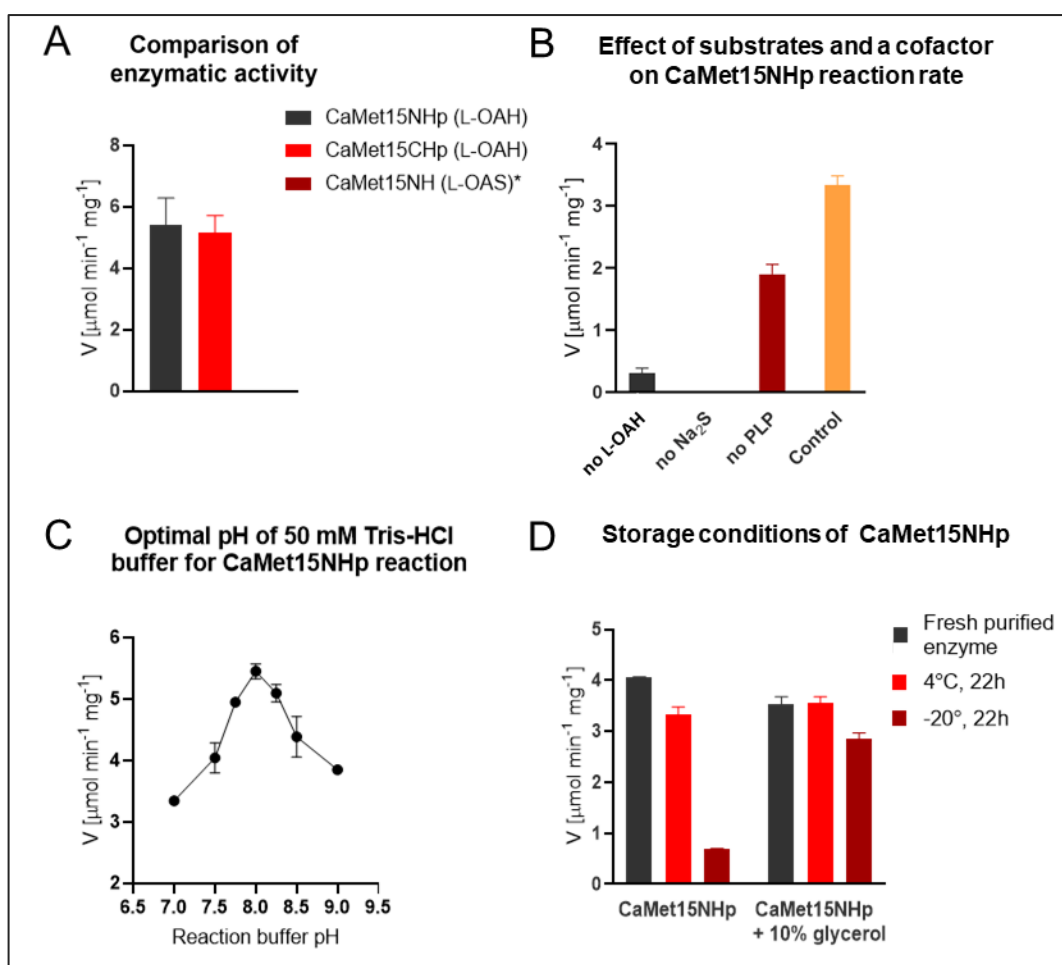 A
Comparison of
enzymatic activity
CaMet15NHp (L-OAH)
CaMet15CHp (L-OAH)
CaMet15NH (L-OAS)*
V [µmol min⁻¹ mg⁻¹]
8
6
4
2
0
B
Effect of substrates and a cofactor
on CaMet15NHp reaction rate
V [µmol min⁻¹ mg⁻¹]
4
3
2
1
0
no L-OAH
no Na₂S
no PLP
Control
C
Optimal pH of 50 mM Tris-HCl
buffer for CaMet15NHp reaction
V [µmol min⁻¹ mg⁻¹]
6
5
4
3
2
6.5 7.0 7.5 8.0 8.5 9.0 9.5
Reaction buffer pH
D
Storage conditions of CaMet15NHp
Fresh purified
enzyme
4°C, 22h
-20°, 22h
V [µmol min⁻¹ mg⁻¹]
5
4
3
2
1
0
CaMet15NHp
CaMet15NHp
+ 10% glycerol